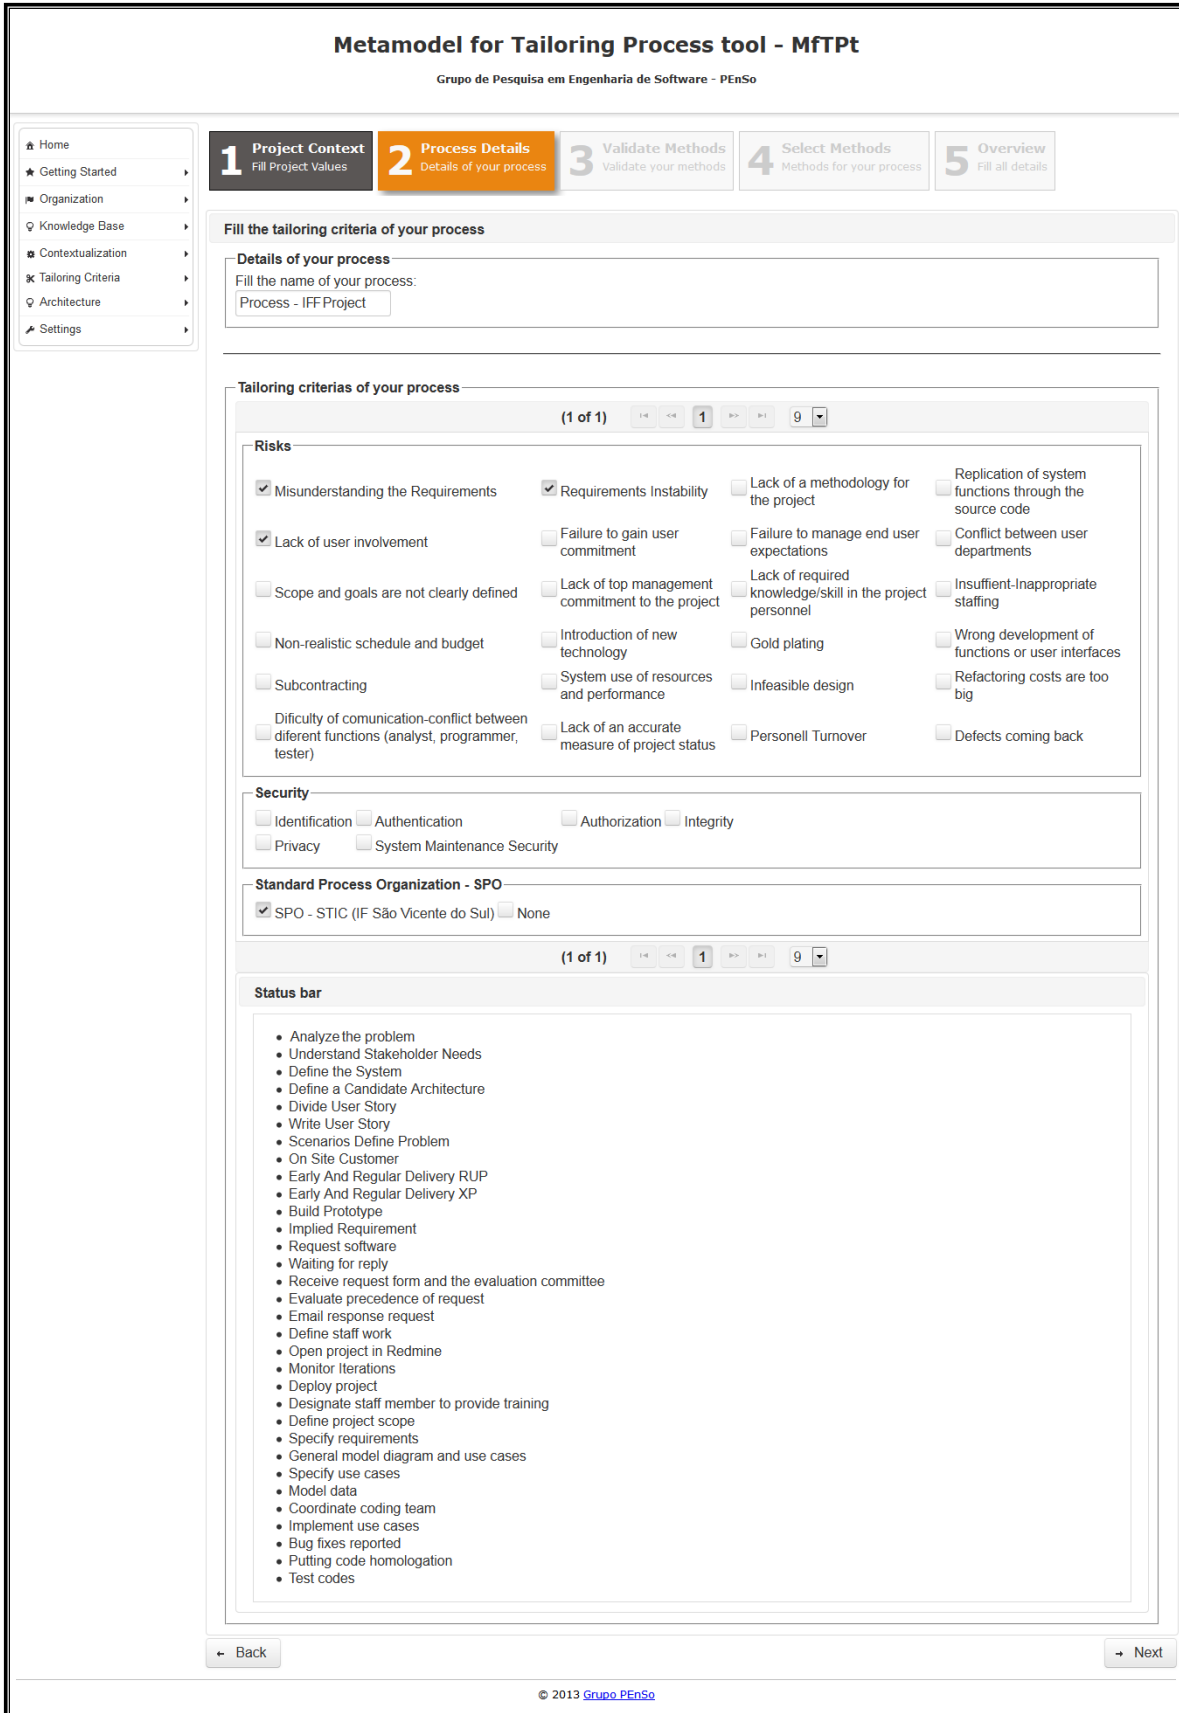 Metamodel for Tailoring Process tool - MfTPt
Grupo de Pesquisa em Engenharia de Software - PEnSo
Home
Getting Started
Organization
Knowledge Base
Contextualization
Tailoring Criteria
Architecture
Settings
1 Project Context
Fill Project Values
2 Process Details
Details of your process
3 Validate Methods
Validate your methods
4 Select Methods
Methods for your process
5 Overview
Fill all details
Fill the tailoring criteria of your process
Details of your process
Fill the name of your process:
Process - IFF Project
Tailoring criterias of your process
(1 of 1) 1 9
Risks
Misunderstanding the Requirements
Requirements Instability
Lack of a methodology for
the project
Replication of system
functions through the
source code
Lack of user involvement
Failure to gain user
commitment
Failure to manage end user
expectations
Conflict between user
departments
Scope and goals are not clearly defined
Lack of top management
commitment to the project
Lack of required
knowledge/skill in the project
personnel
Insuffient-Inappropriate
staffing
Non-realistic schedule and budget
Introduction of new
technology
Gold plating
Wrong development of
functions or user interfaces
Subcontracting
System use of resources
and performance
Infeasible design
Refactoring costs are too
big
Dificulty of comunication-conflict between
diferent functions (analyst, programmer,
tester)
Lack of an accurate
measure of project status
Personell Turnover
Defects coming back
Security
Identification Authentication Authorization Integrity
Privacy System Maintenance Security
Standard Process Organization - SPO
SPO - STIC (IF São Vicente do Sul) None
(1 of 1) 1 9
Status bar
Analyze the problem
Understand Stakeholder Needs
Define the System
Define a Candidate Architecture
Divide User Story
Write User Story
Scenarios Define Problem
On Site Customer
Early And Regular Delivery RUP
Early And Regular Delivery XP
Build Prototype
Implied Requirement
Request software
Waiting for reply
Receive request form and the evaluation committee
Evaluate precedence of request
Email response request
Define staff work
Open project in Redmine
Monitor Iterations
Deploy project
Designate staff member to provide training
Define project scope
Specify requirements
General model diagram and use cases
Specify use cases
Model data
Coordinate coding team
Implement use cases
Bug fixes reported
Putting code homologation
Test codes
Back
Next
© 2013 Grupo PEnSo